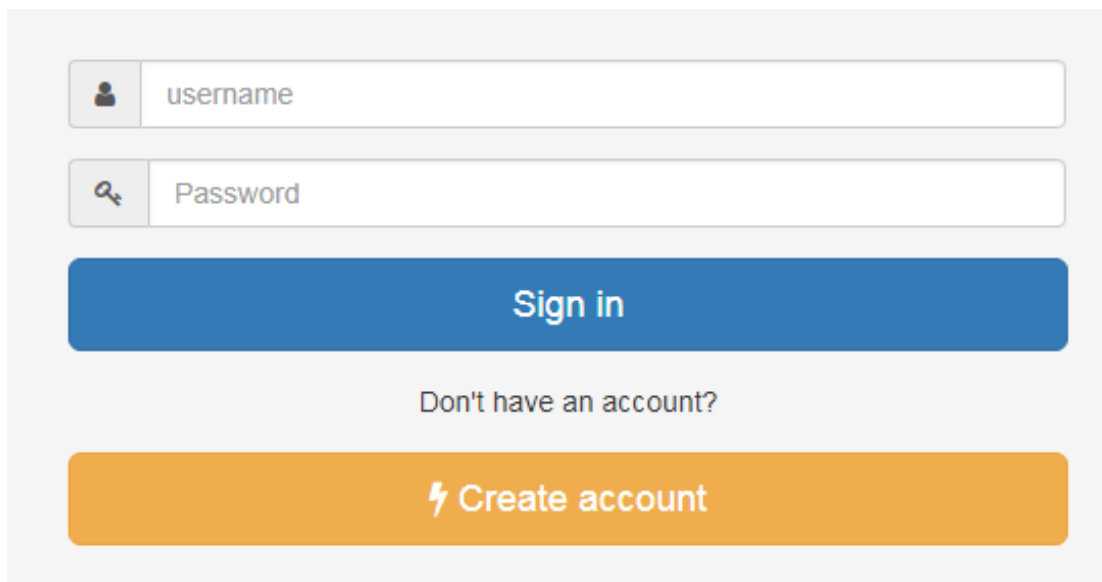 username
Password
Sign in
Don't have an account?
Create account